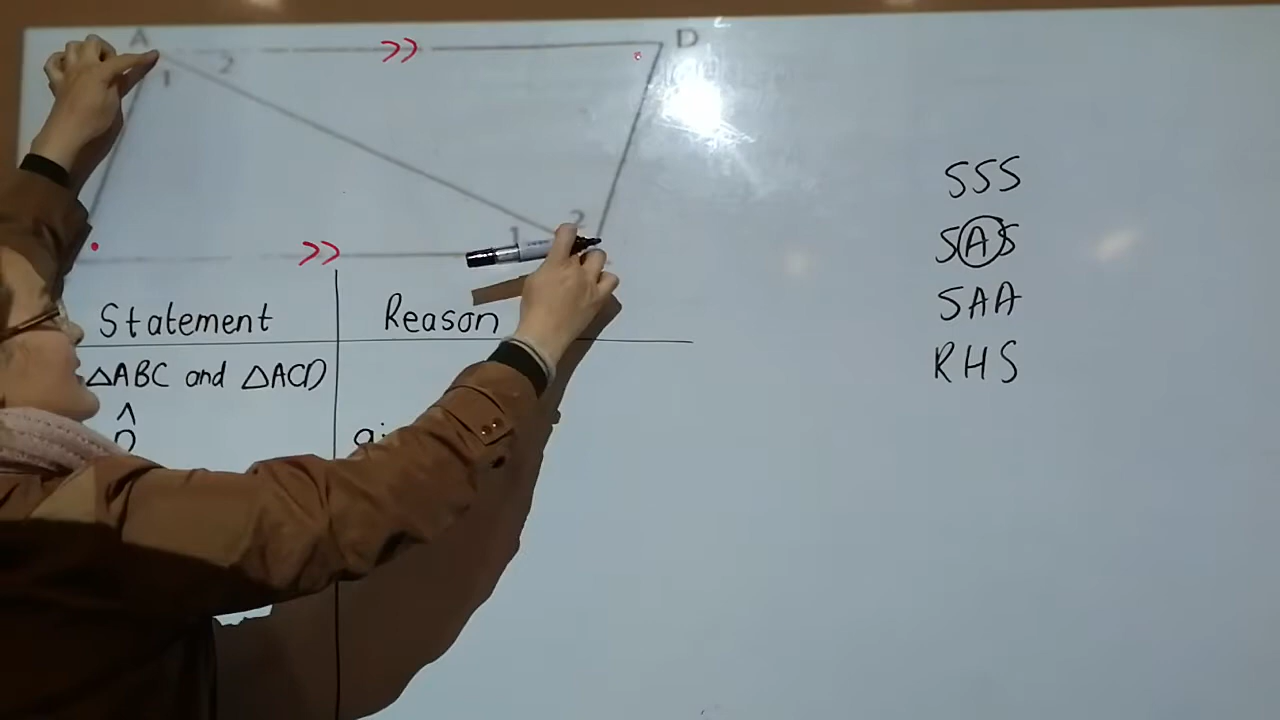 A D
1 2
2
1
SSS
SAS
SAA
RHS
Statement Reason
△ABC and △ACD